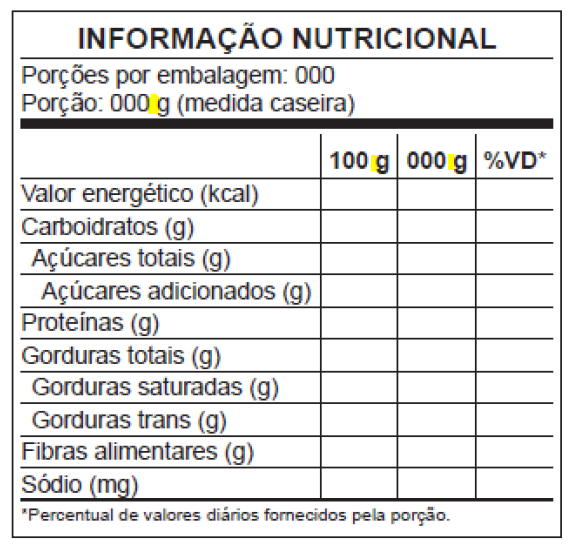 INFORMAÇÃO NUTRICIONAL
Porções por embalagem: 000
Porção: 000 g (medida caseira)
100 g 000 g %VD*
Valor energético (kcal)
Carboidratos (g)
Açúcares totais (g)
Açúcares adicionados (g)
Proteínas (g)
Gorduras totais (g)
Gorduras saturadas (g)
Gorduras trans (g)
Fibras alimentares (g)
Sódio (mg)
*Percentual de valores diários fornecidos pela porção.